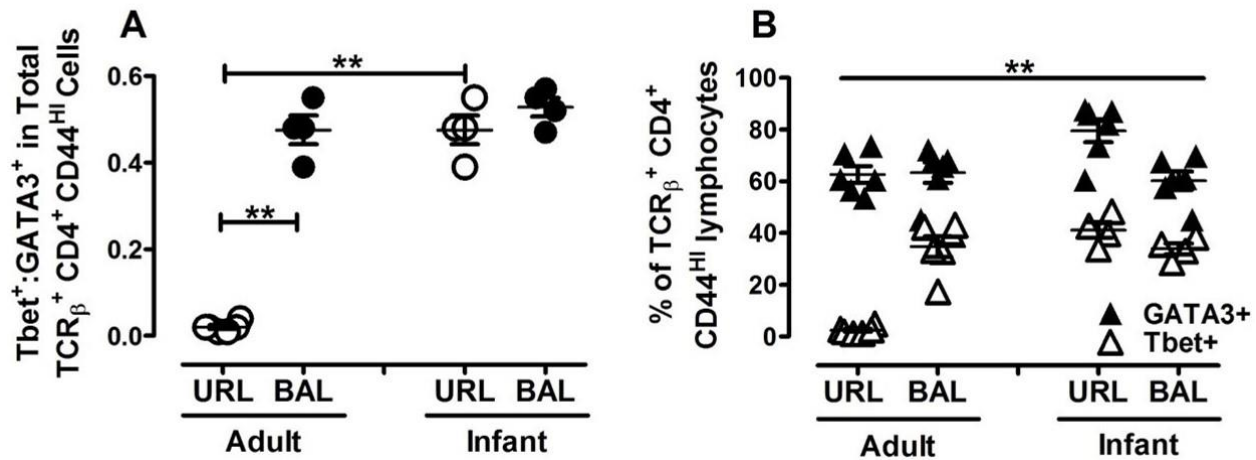 A
Tbet⁺:GATA3⁺ in Total
TCRβ⁺ CD4⁺ CD44ᴴᴵ Cells
0.6
0.4
0.2
0.0
**
**
URL BAL URL BAL
Adult Infant
B
% of TCRβ⁺ CD4⁺
CD44ᴴᴵ lymphocytes
100
80
60
40
20
0
**
GATA3+
Tbet+
URL BAL URL BAL
Adult Infant